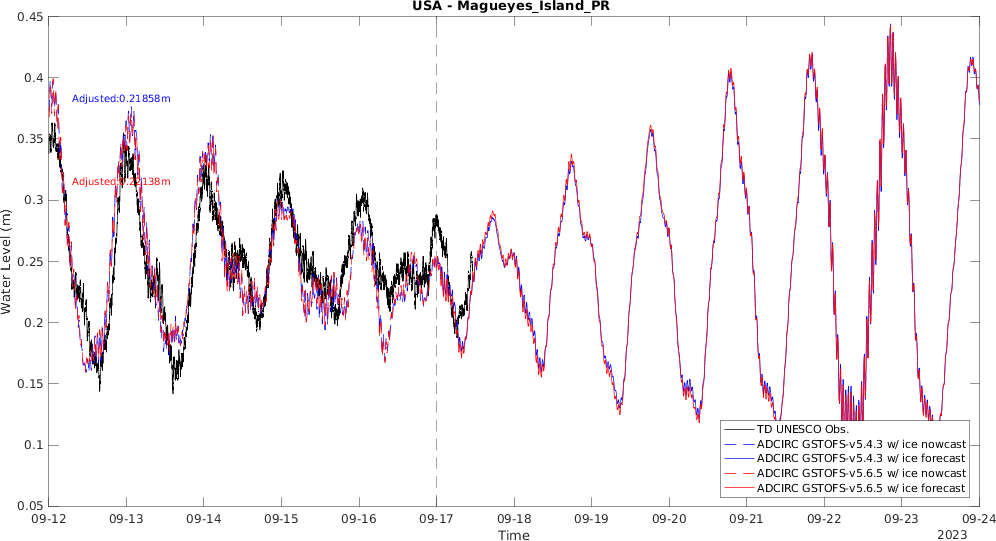 USA - Magueyes_Island_PR
0.45
0.4
0.35
0.3
0.25
0.2
0.15
0.1
0.05
Water Level (m)
Adjusted:0.21858m
Adjusted:0.22138m
TD UNESCO Obs.
ADCIRC GSTOFS-v5.4.3 w/ ice nowcast
ADCIRC GSTOFS-v5.4.3 w/ ice forecast
ADCIRC GSTOFS-v5.6.5 w/ ice nowcast
ADCIRC GSTOFS-v5.6.5 w/ ice forecast
09-12 09-13 09-14 09-15 09-16 09-17 09-18 09-19 09-20 09-21 09-22 09-23 09-24
Time
2023